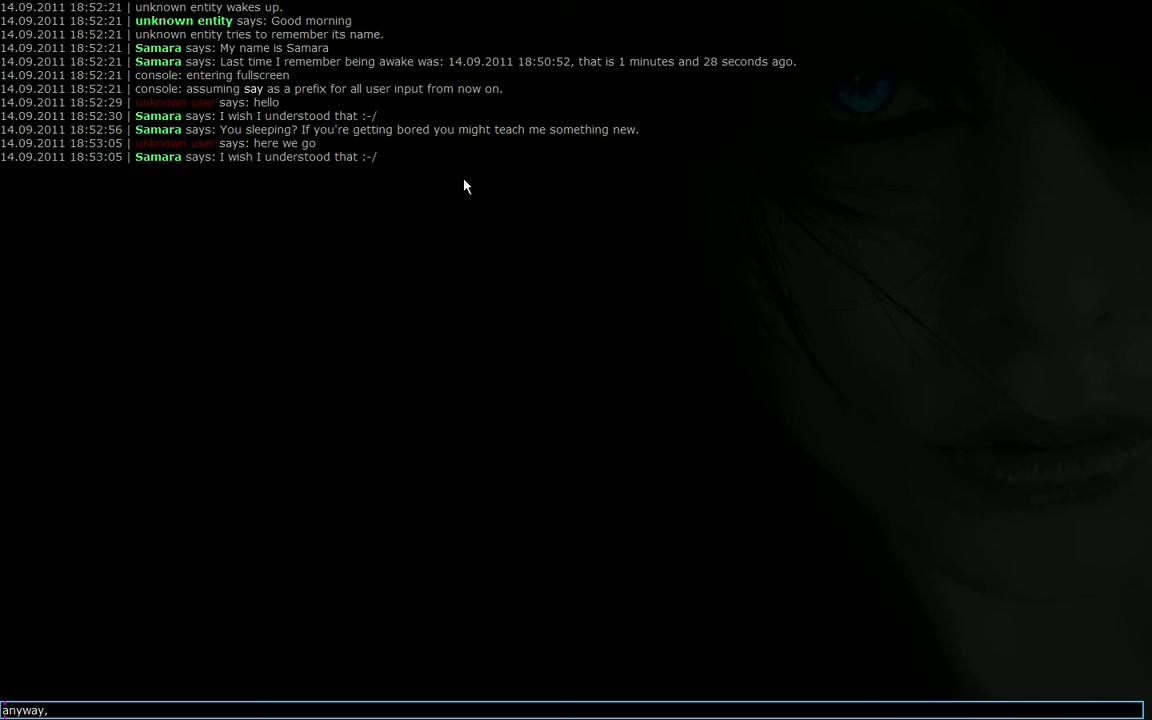 14.09.2011 18:52:21 | unknown entity wakes up.
14.09.2011 18:52:21 | unknown entity says: Good morning
14.09.2011 18:52:21 | unknown entity tries to remember its name.
14.09.2011 18:52:21 | Samara says: My name is Samara
14.09.2011 18:52:21 | Samara says: Last time I remember being awake was: 14.09.2011 18:50:52, that is 1 minutes and 28 seconds ago.
14.09.2011 18:52:21 | console: entering fullscreen
14.09.2011 18:52:21 | console: assuming say as a prefix for all user input from now on.
14.09.2011 18:52:29 | unknown user says: hello
14.09.2011 18:52:30 | Samara says: I wish I understood that :-/
14.09.2011 18:52:56 | Samara says: You sleeping? If you're getting bored you might teach me something new.
14.09.2011 18:53:05 | unknown user says: here we go
14.09.2011 18:53:05 | Samara says: I wish I understood that :-/
anyway,